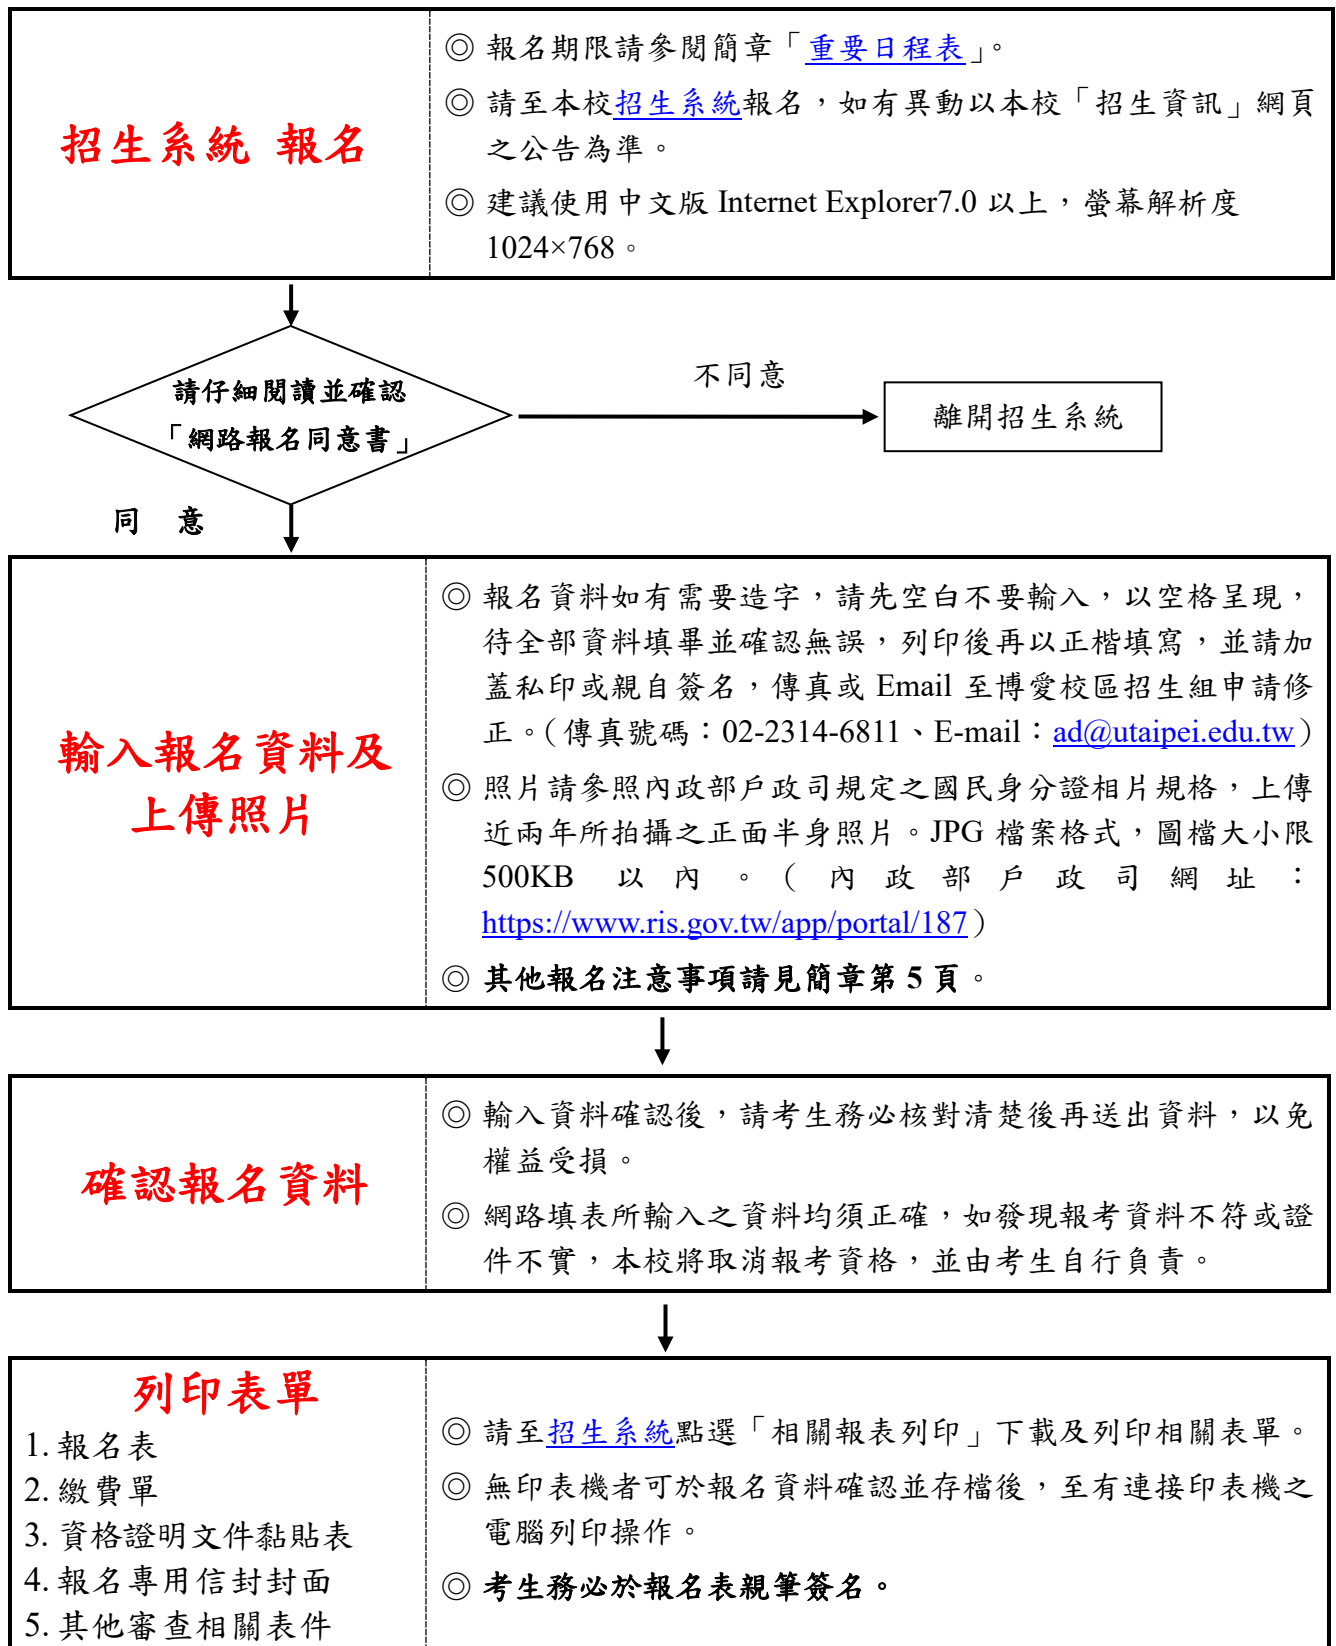 招生系統 報名
◎ 報名期限請參閱簡章「重要日程表」。
◎ 請至本校招生系統報名，如有異動以本校「招生資訊」網頁
之公告為準。
◎ 建議使用中文版 Internet Explorer7.0 以上，螢幕解析度
1024×768。
請仔細閱讀並確認
「網路報名同意書」
不同意
離開招生系統
同 意
輸入報名資料及
上傳照片
◎ 報名資料如有需要造字，請先空白不要輸入，以空格呈現，
待全部資料填畢並確認無誤，列印後再以正楷填寫，並請加
蓋私印或親自簽名，傳真或 Email 至博愛校區招生組申請修
正。（傳真號碼：02-2314-6811、E-mail：ad@utaipei.edu.tw）
◎ 照片請參照內政部戶政司規定之國民身分證相片規格，上傳
近兩年所拍攝之正面半身照片。JPG 檔案格式，圖檔大小限
500KB 以內。（內政部戶政司網址：
https://www.ris.gov.tw/app/portal/187）
◎ 其他報名注意事項請見簡章第 5 頁。
確認報名資料
◎ 輸入資料確認後，請考生務必核對清楚後再送出資料，以免
權益受損。
◎ 網路填表所輸入之資料均須正確，如發現報考資料不符或證
件不實，本校將取消報考資格，並由考生自行負責。
列印表單
1. 報名表
2. 繳費單
3. 資格證明文件黏貼表
4. 報名專用信封封面
5. 其他審查相關表件
◎ 請至招生系統點選「相關報表列印」下載及列印相關表單。
◎ 無印表機者可於報名資料確認並存檔後，至有連接印表機之
電腦列印操作。
◎ 考生務必於報名表親筆簽名。